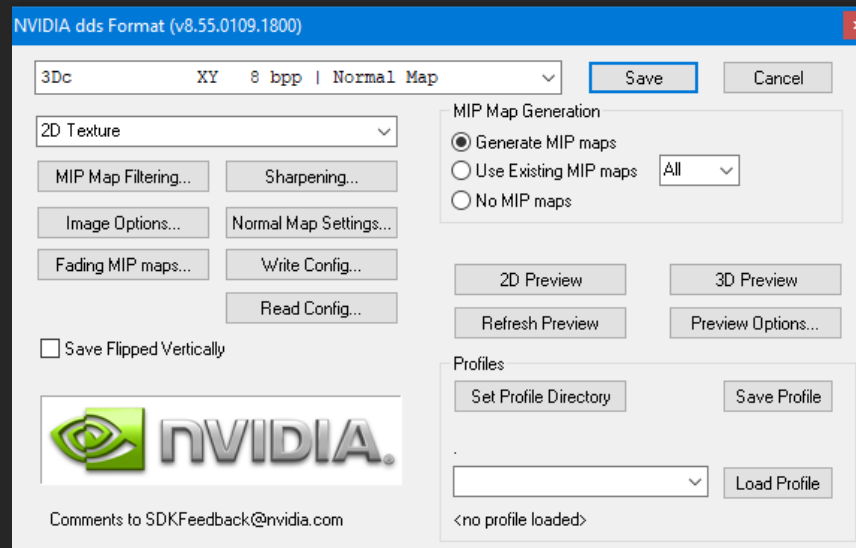 NVIDIA dds Format (v8.55.0109.1800)
3Dc XY 8 bpp | Normal Map
Save
Cancel
2D Texture
MIP Map Generation
Generate MIP maps
Use Existing MIP maps
All
No MIP maps
MIP Map Filtering...
Sharpening...
Image Options...
Normal Map Settings...
Fading MIP maps...
Write Config...
Read Config...
2D Preview
3D Preview
Refresh Preview
Preview Options...
Save Flipped Vertically
Profiles
Set Profile Directory
Save Profile
.
Load Profile
<no profile loaded>
nVIDIA.
Comments to SDKFeedback@nvidia.com